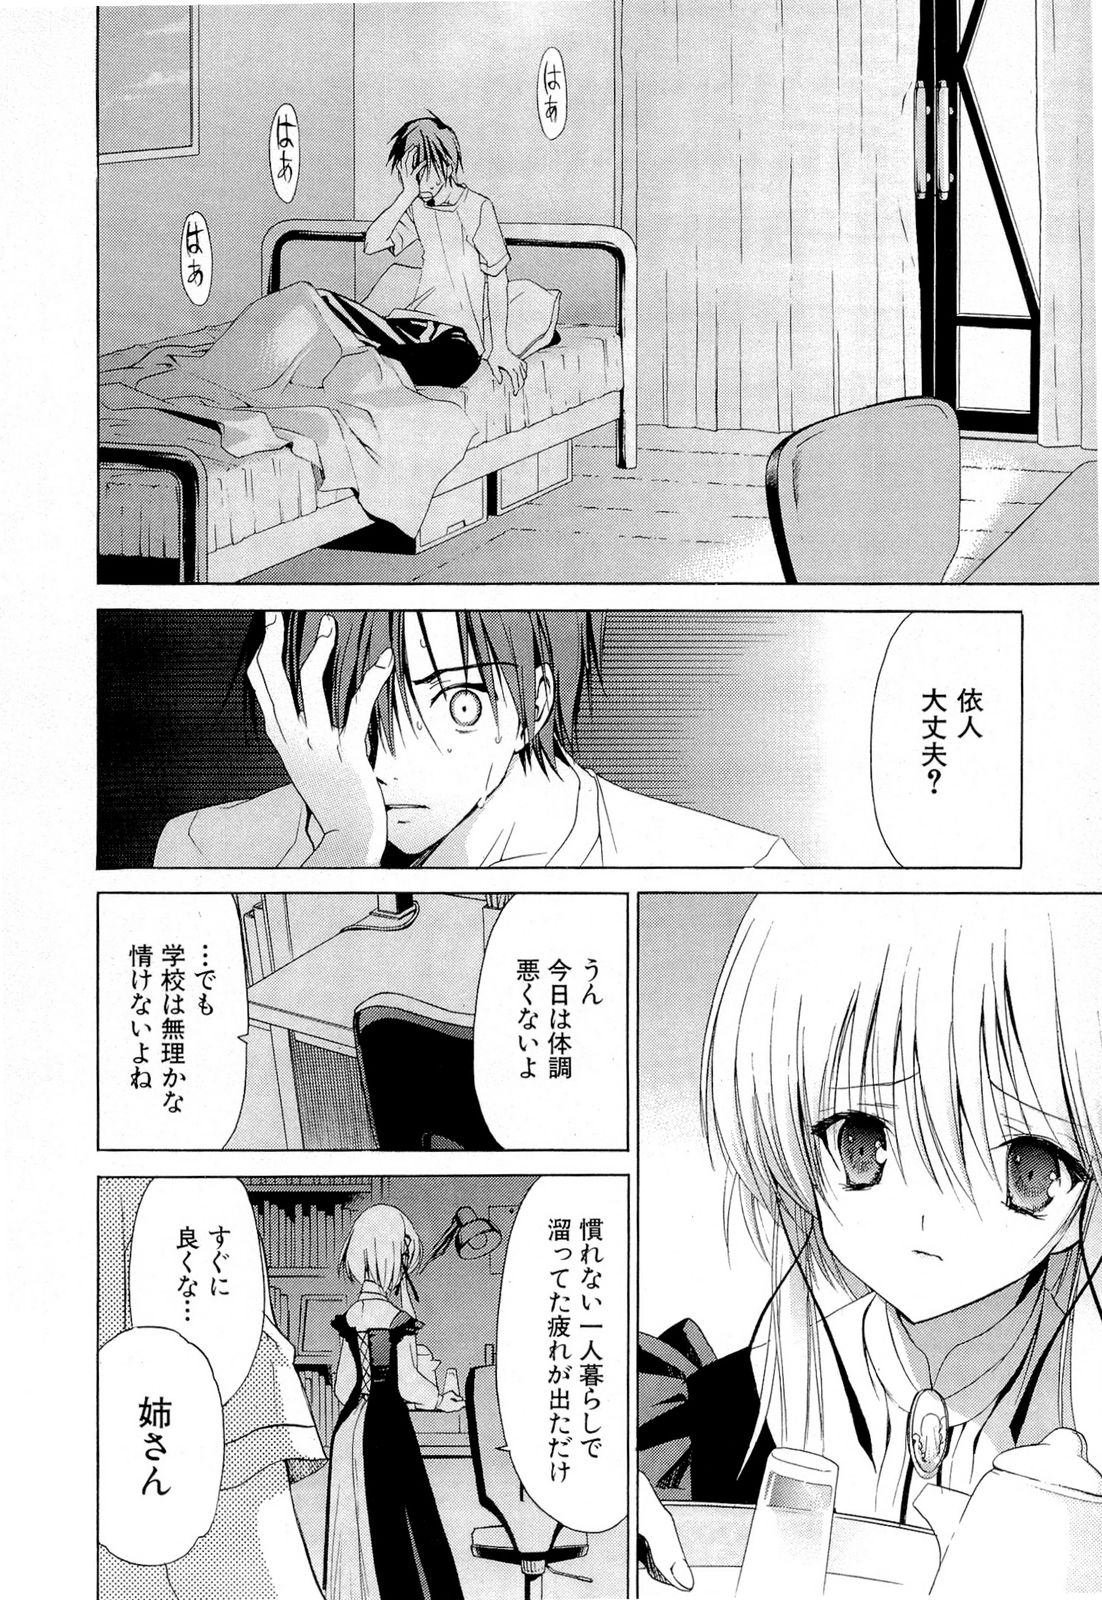 はぁ
はぁ
はぁ
依人
大丈夫？
うん
今日は体調
悪くないよ
…でも
学校は無理かな
情けないよね
慣れない一人暮らしで
溜ってた疲れが出ただけ
すぐに
良くな…
姉さん